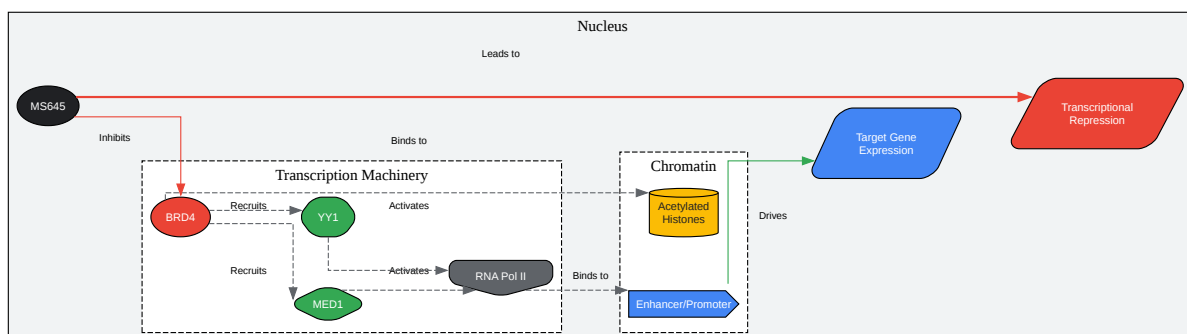 Nucleus
Leads to
MS645
Transcriptional
Repression
Target Gene
Expression
Inhibits
Binds to
Transcription Machinery
Chromatin
BRD4
Recruits
YY1
Activates
Acetylated
Histones
Drives
Recruits
Activates
RNA Pol II
Binds to
MED1
Enhancer/Promoter